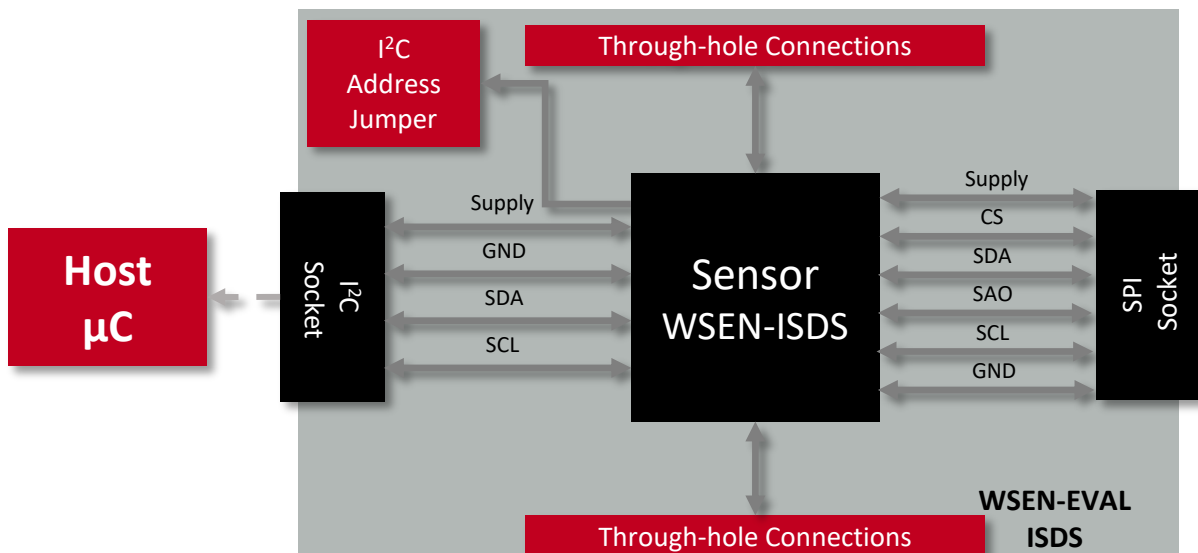 I²C
Address
Jumper
Through-hole Connections
Host
µC
I²C
Socket
Supply
GND
SDA
SCL
Sensor
WSEN-ISDS
Supply
CS
SDA
SAO
SCL
GND
SPI
Socket
Through-hole Connections
WSEN-EVAL
ISDS